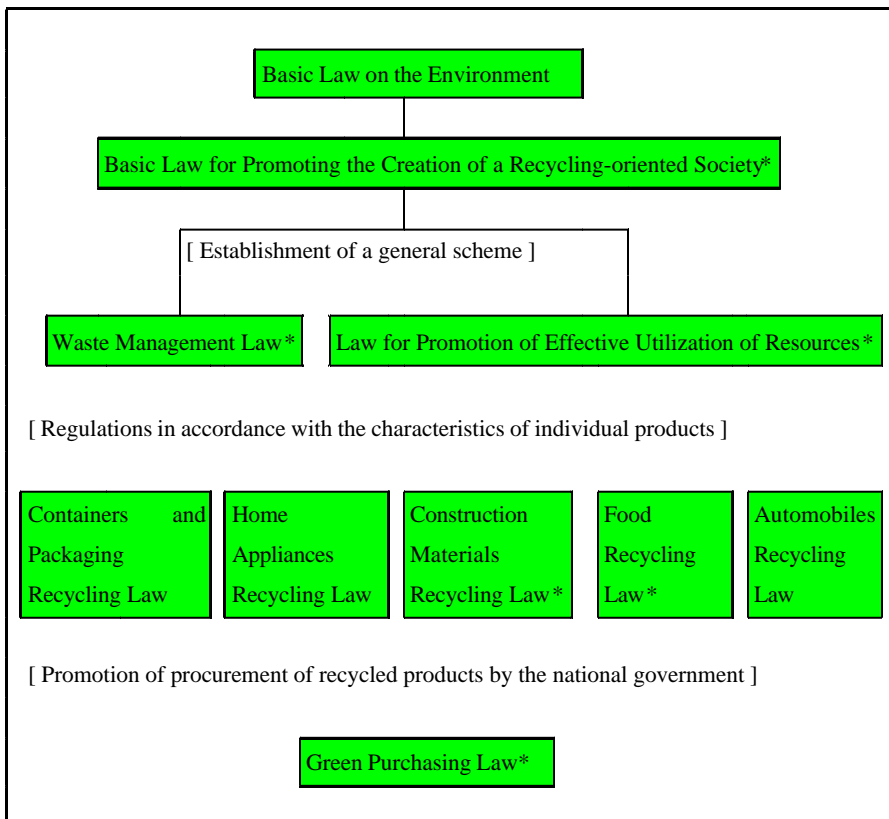 Basic Law on the Environment
Basic Law for Promoting the Creation of a Recycling-oriented Society*
[ Establishment of a general scheme ]
Waste Management Law*
Law for Promotion of Effective Utilization of Resources*
[ Regulations in accordance with the characteristics of individual products ]
Containers and
Packaging
Recycling Law
Home
Appliances
Recycling Law
Construction
Materials
Recycling Law*
Food
Recycling
Law*
Automobiles
Recycling
Law
[ Promotion of procurement of recycled products by the national government ]
Green Purchasing Law*